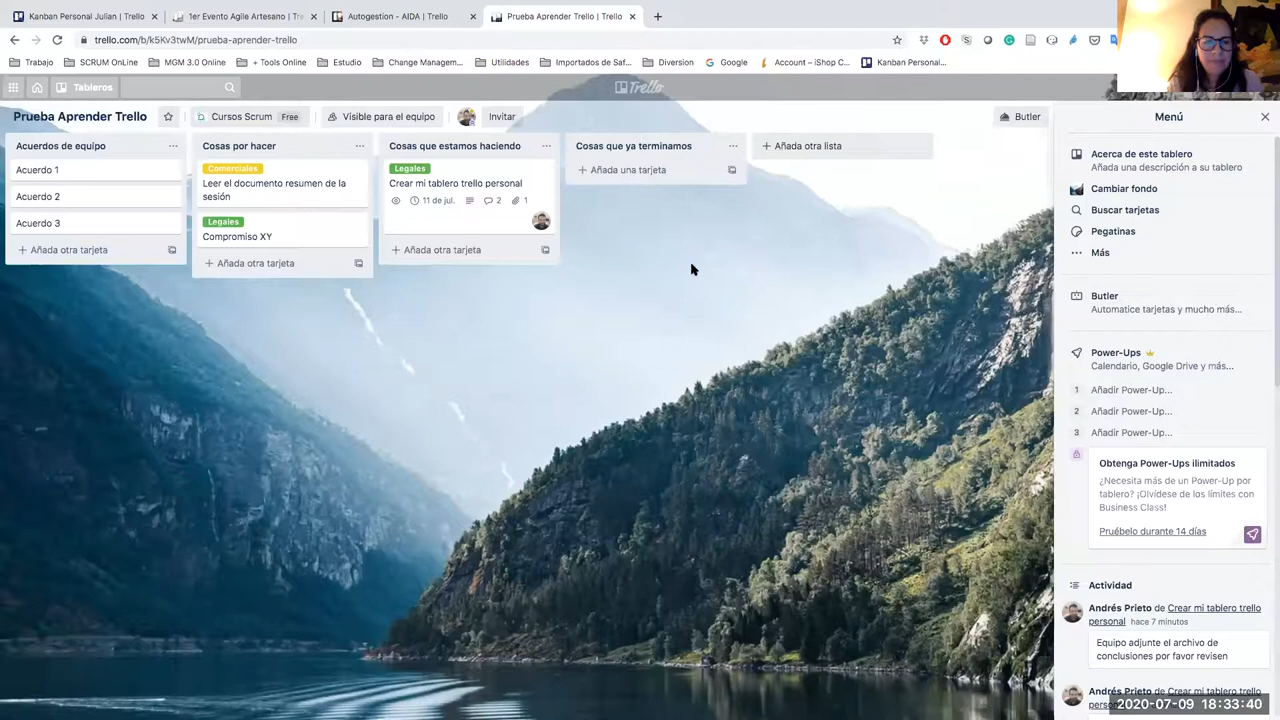 Kanban Personal Julian | Tr
1er Evento Agile Artesano | Tre
Autogestion - AIDA | Trello
Prueba Aprender Trello | Trello
trello.com/b/k5Kv3twM/prueba-aprender-trello
Trabajo
SCRUM OnLine
MGM 3.0 Online
+ Tools Online
Estudio
Change Managem...
Utilidades
Importados de Saf...
Diversion
Google
Account – iShop C...
Kanban Personal...
Tableros
Trello
Prueba Aprender Trello
Cursos Scrum Free
Visible para el equipo
Invitar
Butler
Acuerdos de equipo
Acuerdo 1
Acuerdo 2
Acuerdo 3
+ Añada otra tarjeta
Cosas por hacer
Comerciales
Leer el documento resumen de la
sesión
Legales
Compromiso XY
+ Añada otra tarjeta
Cosas que estamos haciendo
Legales
Crear mi tablero trello personal
11 de jul. 2 1
+ Añada otra tarjeta
Cosas que ya terminamos
+ Añada una tarjeta
+ Añada otra lista
Menú
Acerca de este tablero
Añada una descripción a su tablero
Cambiar fondo
Buscar tarjetas
Pegatinas
Más
Butler
Automatice tarjetas y mucho más...
Power-Ups
Calendario, Google Drive y más...
1 Añadir Power-Up...
2 Añadir Power-Up...
3 Añadir Power-Up...
Obtenga Power-Ups ilimitados
¿Necesita más de un Power-Up por
tablero? ¡Olvídese de los límites con
Business Class!
Pruébelo durante 14 días
Actividad
Andrés Prieto de Crear mi tablero trello
personal hace 7 minutos
Equipo adjunte el archivo de
conclusiones por favor revisen
Andrés Prieto de Crear mi tablero trello
2020-07-09 18:33:40